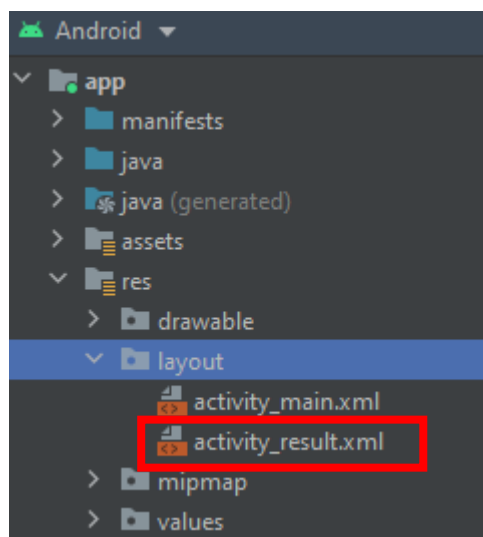 Android
app
manifests
java
java (generated)
assets
res
drawable
layout
activity_main.xml
activity_result.xml
mipmap
values